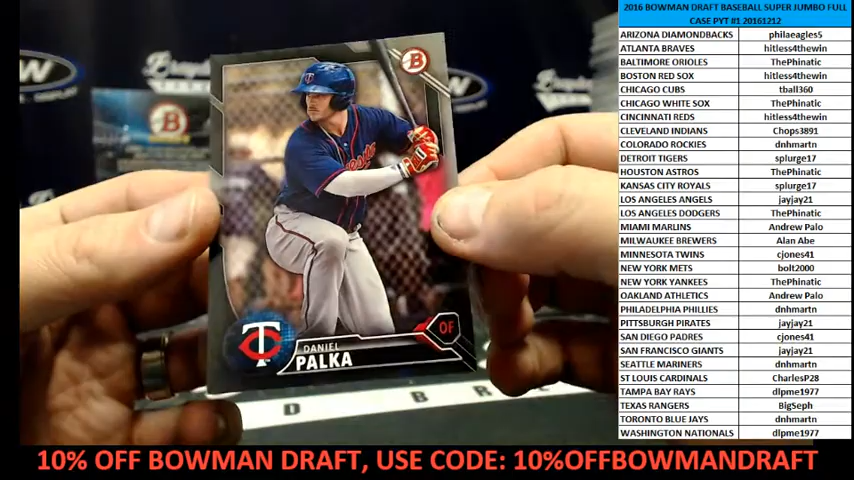 2016 BOWMAN DRAFT BASEBALL SUPER JUMBO FULL
CASE PYT #1 20161212
ARIZONA DIAMONDBACKS philaeagles5
ATLANTA BRAVES hitless4thewin
BALTIMORE ORIOLES ThePhinatic
BOSTON RED SOX hitless4thewin
CHICAGO CUBS tball360
CHICAGO WHITE SOX ThePhinatic
CINCINNATI REDS hitless4thewin
CLEVELAND INDIANS Chops3891
COLORADO ROCKIES dnhmartn
DETROIT TIGERS splurge17
HOUSTON ASTROS ThePhinatic
KANSAS CITY ROYALS splurge17
LOS ANGELES ANGELS jayjay21
LOS ANGELES DODGERS ThePhinatic
MIAMI MARLINS Andrew Palo
MILWAUKEE BREWERS Alan Abe
MINNESOTA TWINS cjones41
NEW YORK METS bolt2000
NEW YORK YANKEES ThePhinatic
OAKLAND ATHLETICS Andrew Palo
PHILADELPHIA PHILLIES dnhmartn
PITTSBURGH PIRATES jayjay21
SAN DIEGO PADRES cjones41
SAN FRANCISCO GIANTS jayjay21
SEATTLE MARINERS dnhmartn
ST LOUIS CARDINALS CharlesP28
TAMPA BAY RAYS dlpme1977
TEXAS RANGERS BigSeph
TORONTO BLUE JAYS dnhmartn
WASHINGTON NATIONALS dlpme1977
B
OF
DANIEL
PALKA
10% OFF BOWMAN DRAFT, USE CODE: 10%OFFBOWMANDRAFT